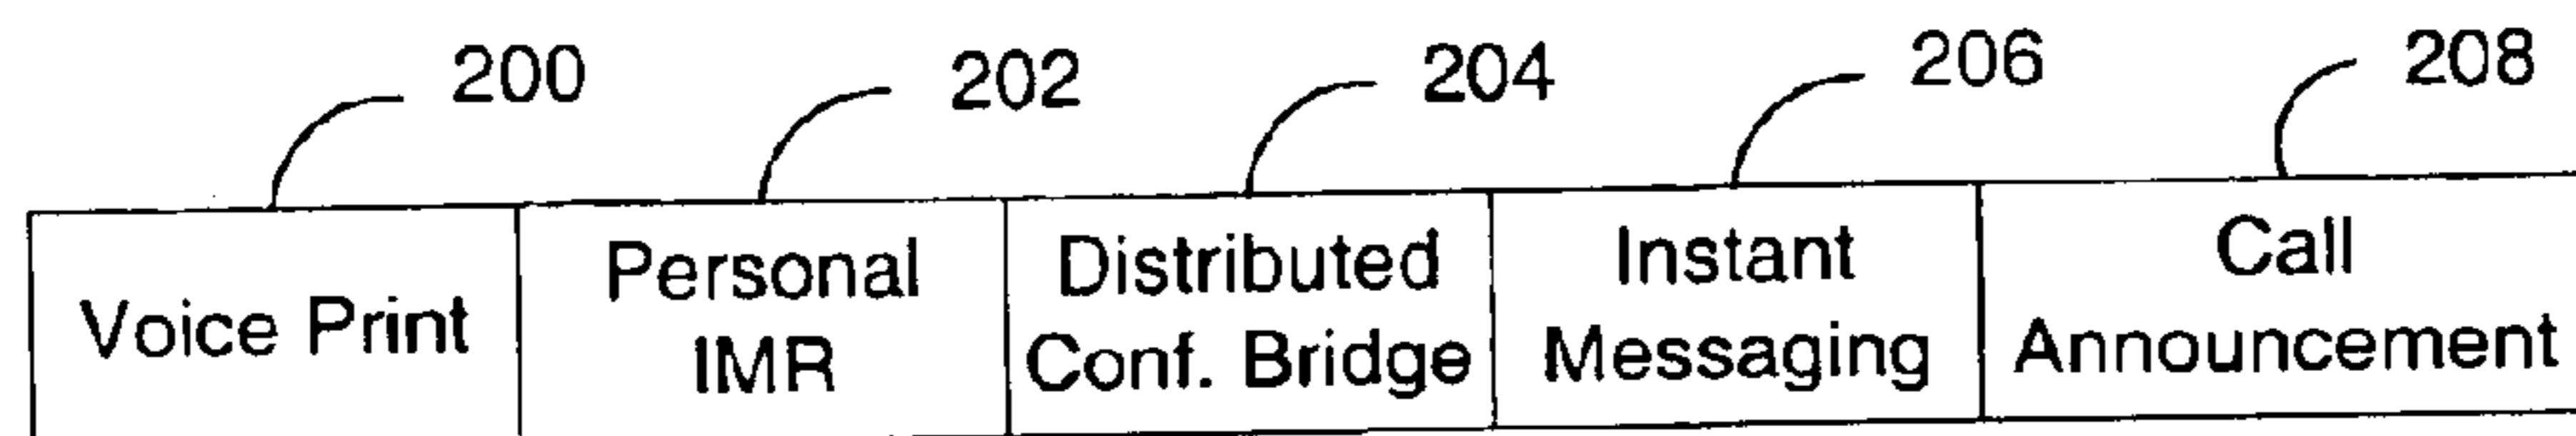 200 202 204 206 208
Voice Print
Personal
IMR
Distributed
Conf. Bridge
Instant
Messaging
Call
Announcement